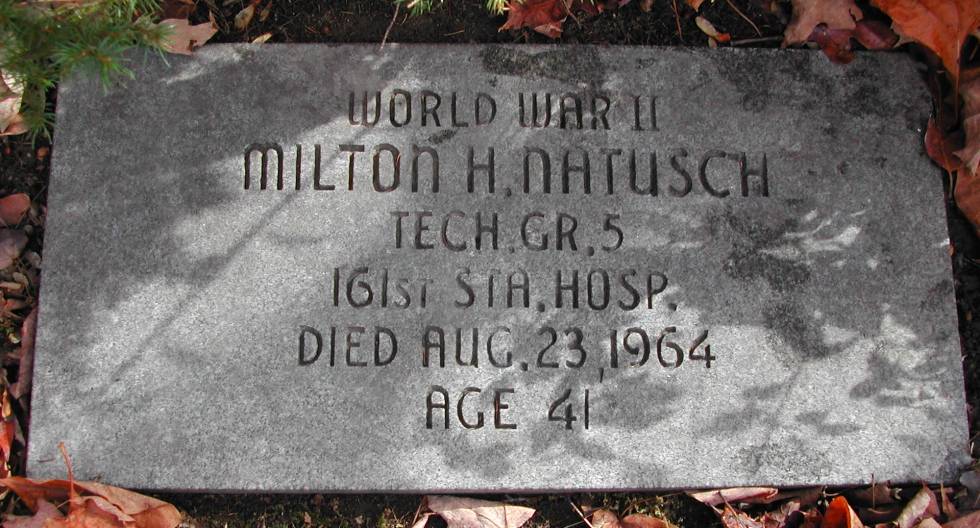 WORLD WAR II
MILTON H. NATUSCH
TECH. GR. 5
161ST STA. HOSP.
DIED AUG. 23, 1964
AGE 41